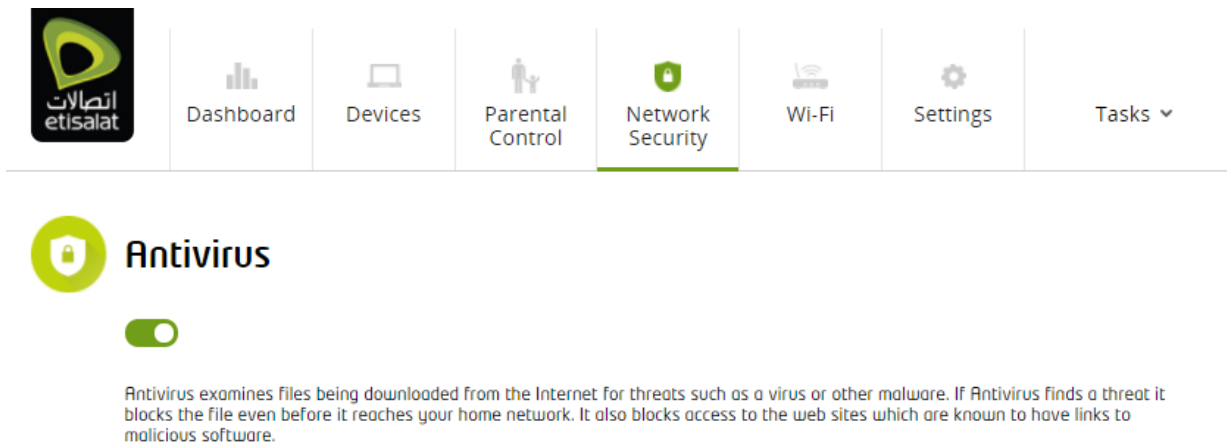 اتصالات
etisalat
Dashboard
Devices
Parental
Control
Network
Security
Wi-Fi
Settings
Tasks
Antivirus
Antivirus examines files being downloaded from the Internet for threats such as a virus or other malware. If Antivirus finds a threat it
blocks the file even before it reaches your home network. It also blocks access to the web sites which are known to have links to
malicious software.